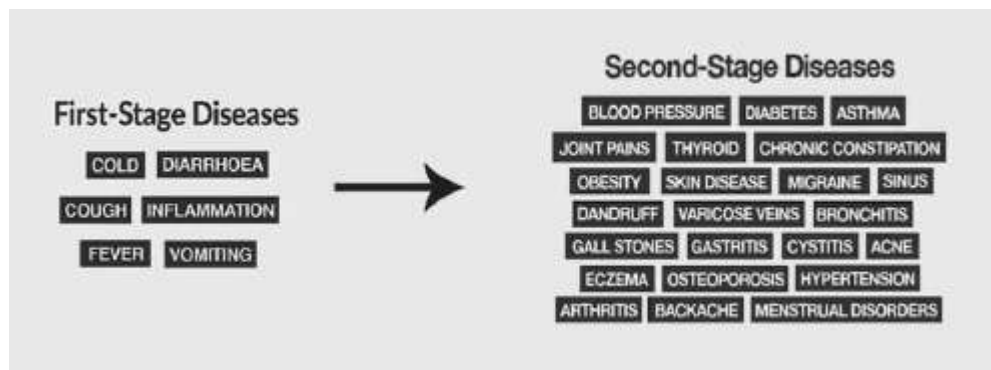 First-Stage Diseases
COLD DIARRHOEA
COUGH INFLAMMATION
FEVER VOMITING
Second-Stage Diseases
BLOOD PRESSURE DIABETES ASTHMA
JOINT PAINS THYROID CHRONIC CONSTIPATION
OBESITY SKIN DISEASE MIGRAINE SINUS
DANDRUFF VARICOSE VEINS BRONCHITIS
GALL STONES GASTRITIS CYSTITIS ACNE
ECZEMA OSTEOPOROSIS HYPERTENSION
ARTHRITIS BACKACHE MENSTRUAL DISORDERS